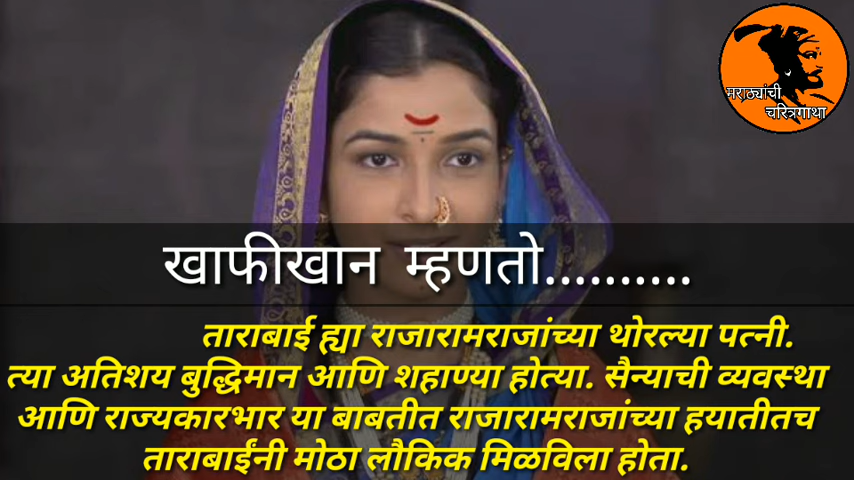 मराठ्यांची
चरित्रगाथा
खाफीखान म्हणतो..........
ताराबाई ह्या राजारामराजांच्या थोरल्या पत्नी.
त्या अतिशय बुद्धिमान आणि शहाण्या होत्या. सैन्याची व्यवस्था
आणि राज्यकारभार या बाबतीत राजारामराजांच्या हयातीतच
ताराबाईंनी मोठा लौकिक मिळविला होता.